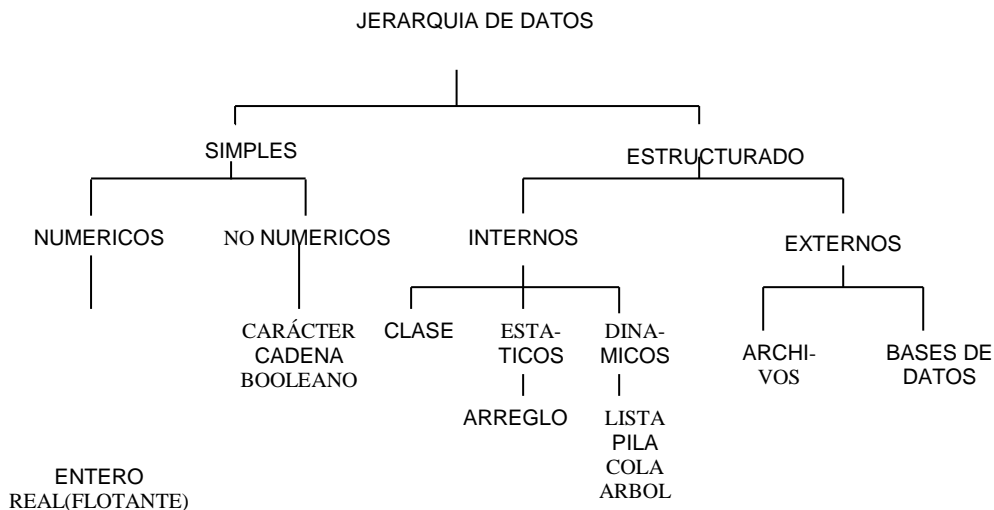 JERARQUIA DE DATOS
SIMPLES
ESTRUCTURADO
NUMERICOS
NO NUMERICOS
INTERNOS
EXTERNOS
CARÁCTER
CADENA
BOOLEANO
CLASE
ESTA-
TICOS
DINA-
MICOS
ARCHI-
VOS
BASES DE
DATOS
ARREGLO
LISTA
PILA
COLA
ARBOL
ENTERO
REAL(FLOTANTE)